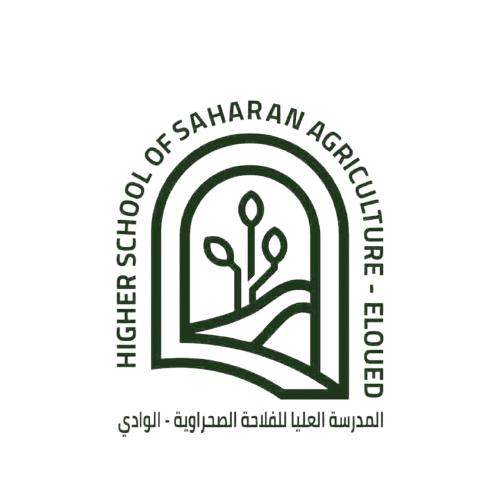 HIGHER SCHOOL OF SAHARAN AGRICULTURE - ELOUED
المدرسة العليا للفلاحة الصحراوية - الوادي